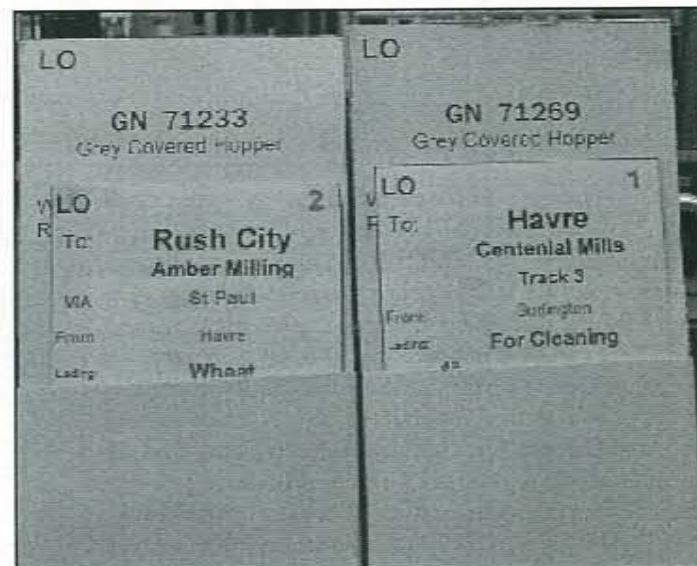 LO
GN 71233
Grey Covered Hopper
LO 2
To: Rush City
Amber Milling
VIA St Paul
From Havre
Lading Wheat
LO
GN 71269
Grey Covered Hopper
LO 1
To: Havre
Centenial Mills
Track 3
From: Burlington
Lading For Cleaning